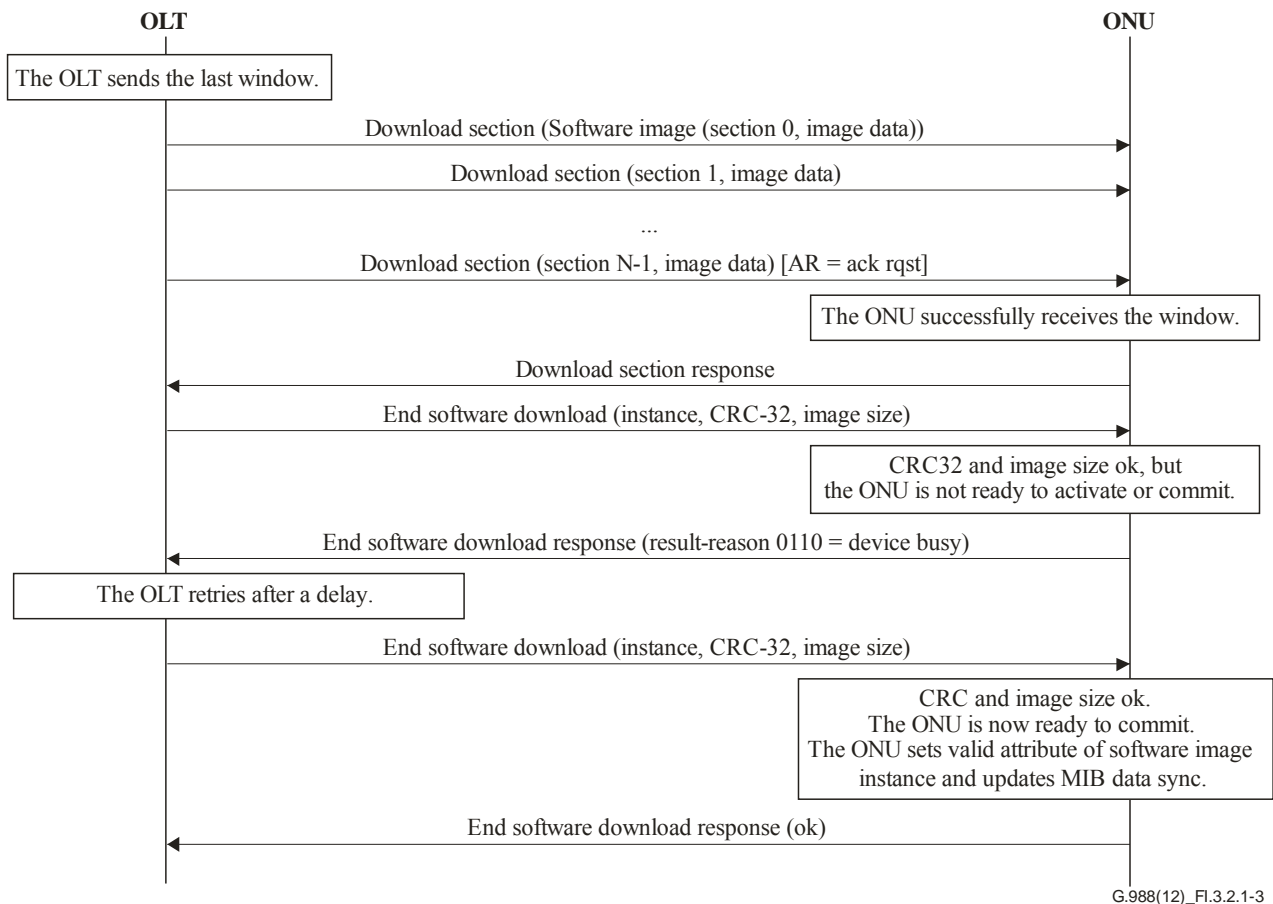 OLT
ONU
The OLT sends the last window.
Download section (Software image (section 0, image data))
Download section (section 1, image data)
...
Download section (section N-1, image data) [AR = ack rqst]
The ONU successfully receives the window.
Download section response
End software download (instance, CRC-32, image size)
CRC32 and image size ok, but
the ONU is not ready to activate or commit.
End software download response (result-reason 0110 = device busy)
The OLT retries after a delay.
End software download (instance, CRC-32, image size)
CRC and image size ok.
The ONU is now ready to commit.
The ONU sets valid attribute of software image
instance and updates MIB data sync.
End software download response (ok)
G.988(12)_FI.3.2.1-3